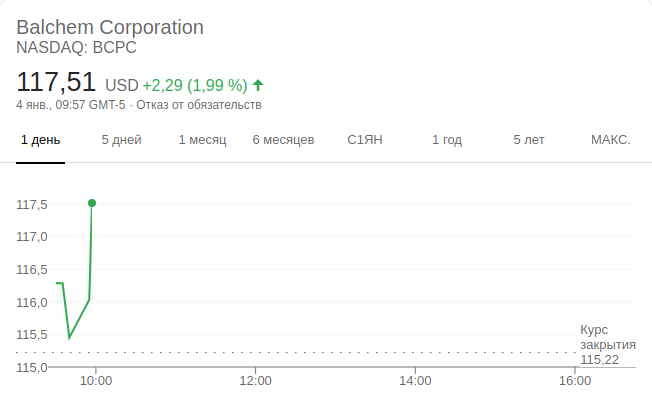 Balchem Corporation
NASDAQ: BCPC
117,51 USD +2,29 (1,99 %)
4 янв., 09:57 GMT-5 · Отказ от обязательств
1 день 5 дней 1 месяц 6 месяцев С1ЯН 1 год 5 лет МАКС.
117,5
117,0
116,5
116,0
115,5
115,0
Курс
закрытия
115,22
10:00 12:00 14:00 16:00